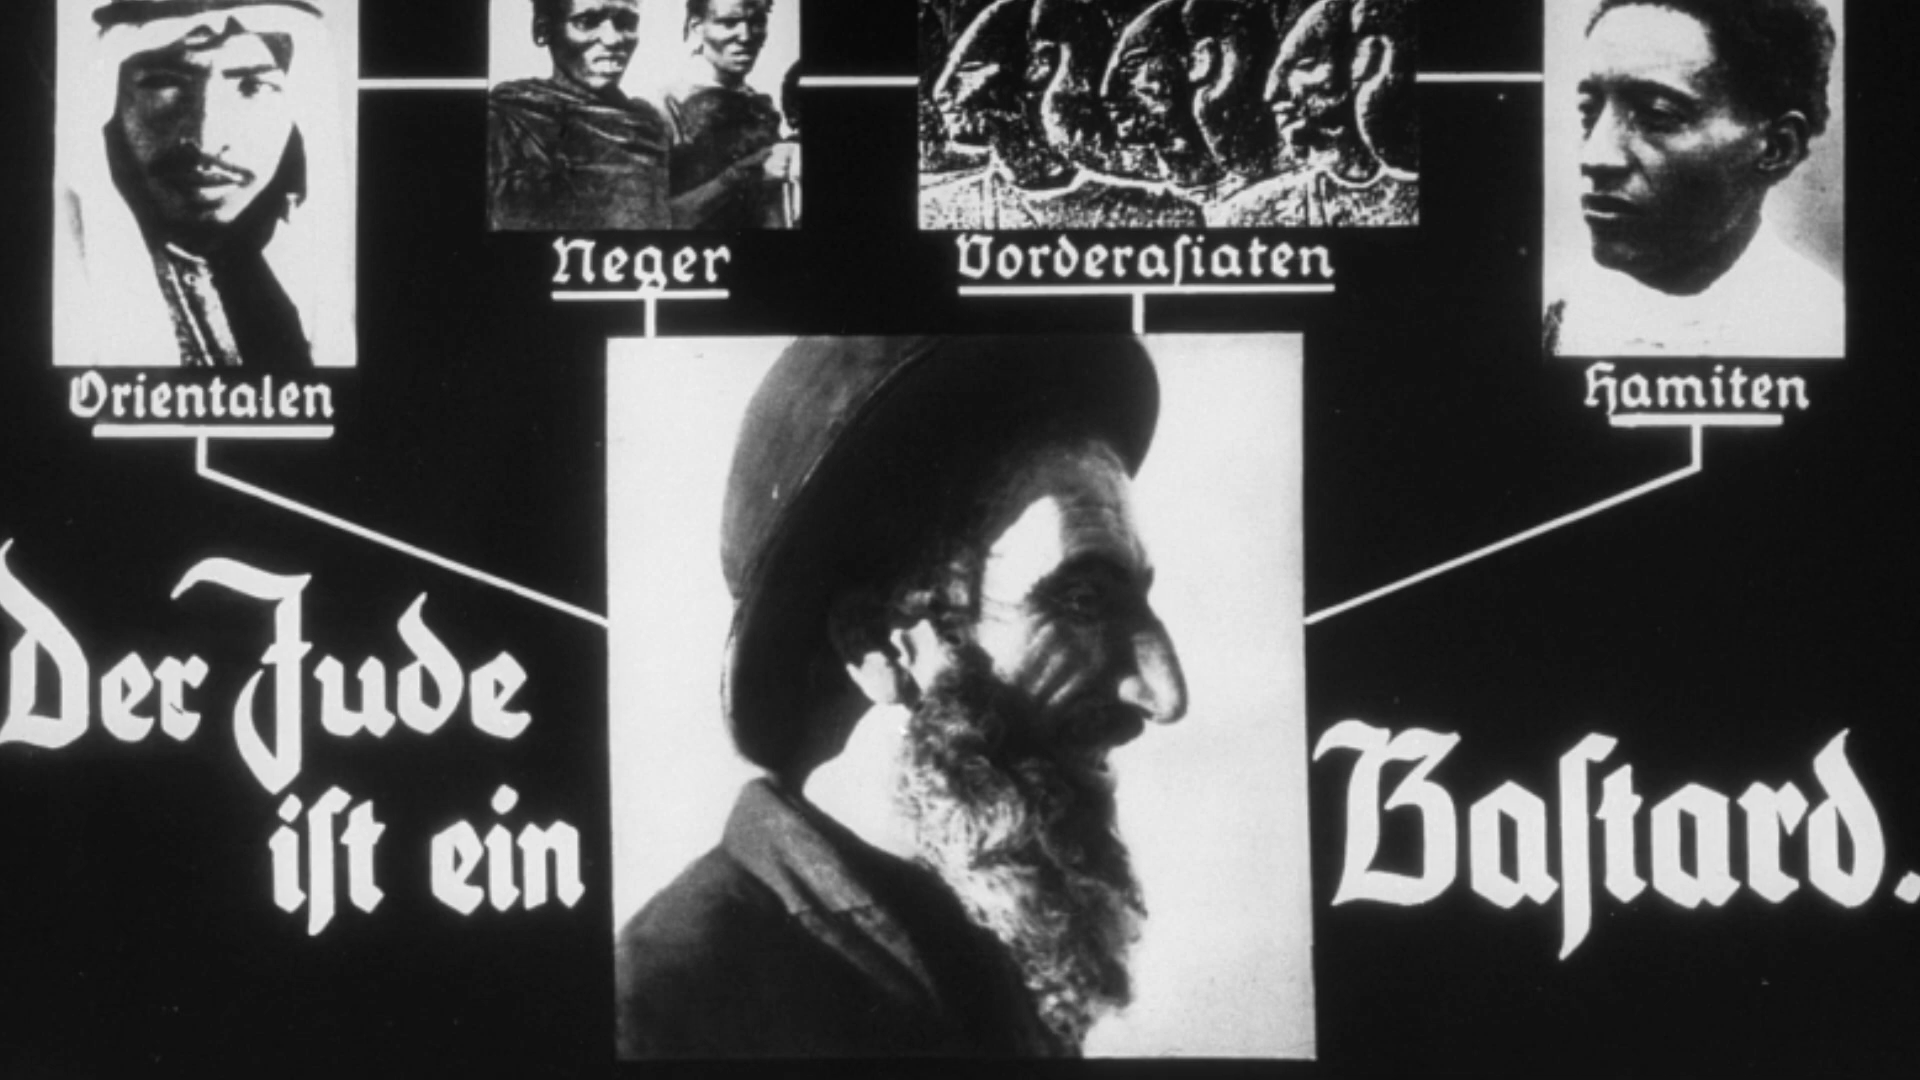 Neger
Vorderasiaten
Orientalen
Hamiten
Der Jude
ist ein
Bastard.